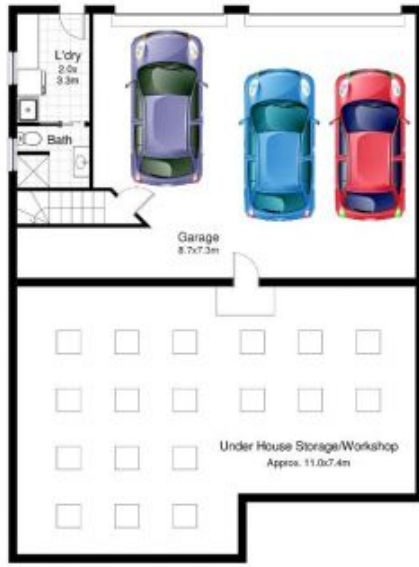 L'dry
2.0x
3.3m
Bath
Garage
8.7x7.3m
Under House Storage/Workshop
Approx. 11.0x7.4m